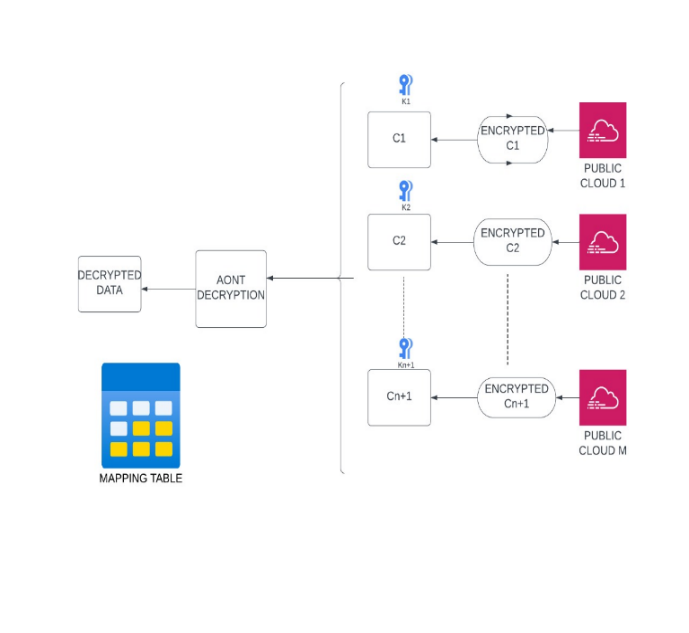 K1
C1
ENCRYPTED
C1
PUBLIC
CLOUD 1
K2
C2
ENCRYPTED
C2
PUBLIC
CLOUD 2
DECRYPTED
DATA
AONT
DECRYPTION
Kn+1
Cn+1
ENCRYPTED
Cn+1
PUBLIC
CLOUD M
MAPPING TABLE